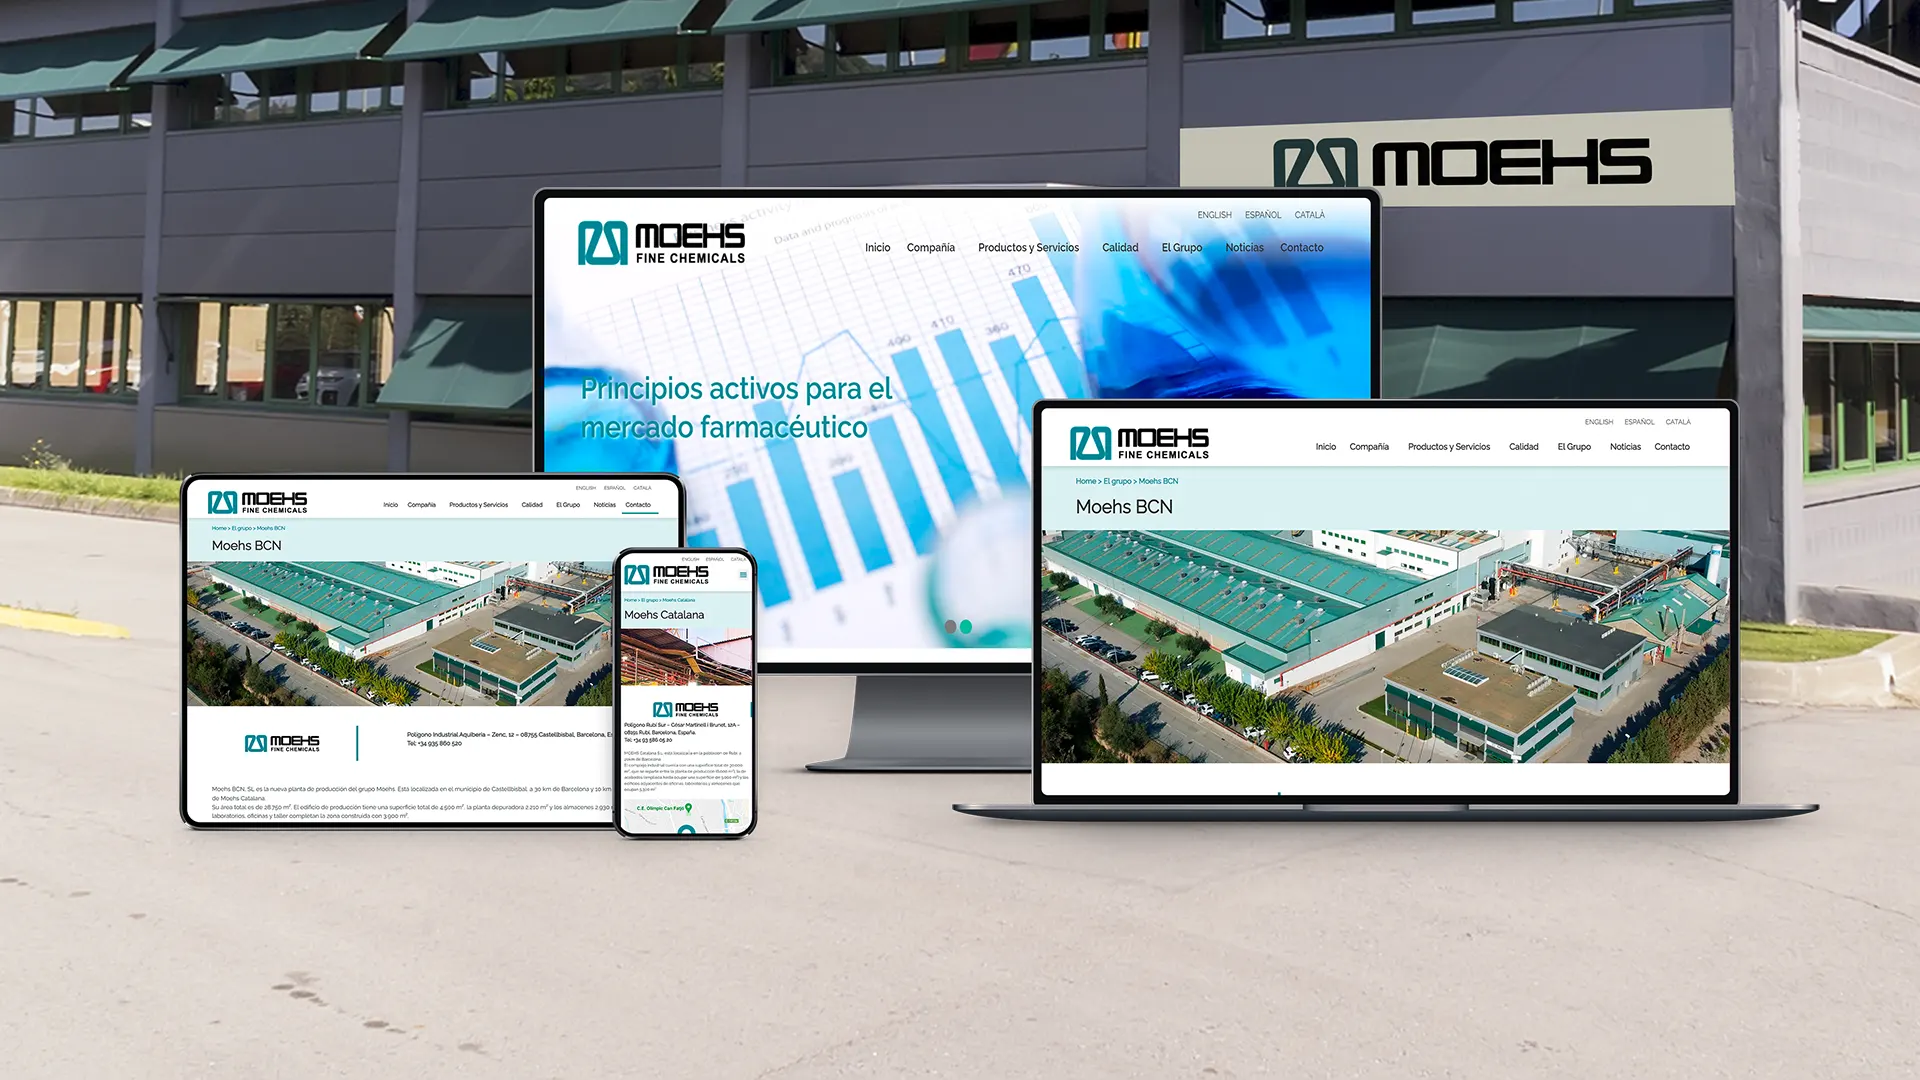 MOEHS
MOEHS
FINE CHEMICALS
ENGLISH ESPAÑOL CATALÀ
Inicio Compañía Productos y Servicios Calidad El Grupo Noticias Contacto
Data and
600
470
410
400
360
Principios activos para el
mercado farmacéutico
MOEHS
FINE CHEMICALS
ENGLISH ESPAÑOL CATALÀ
Inicio Compañía Productos y Servicios Calidad El Grupo Noticias Contacto
Home > El grupo > Moehs BCN
Moehs BCN
MOEHS
FINE CHEMICALS
ENGLISH ESPAÑOL CATALÀ
Inicio Compañía Productos y Servicios Calidad El Grupo Noticias Contacto
Home > El grupo > Moehs BCN
Moehs BCN
MOEHS
FINE CHEMICALS
Polígono Industrial Aquiberia – Zenc, 12 – 08755 Castellbisbal, Barcelona,
Tel: +34 935 860 520
Moehs BCN, SL es la nueva planta de producción del grupo Moehs. Está localizada en el municipio de Castellbisbal, a 30 km de Barcelona y 10 km
de Moehs Catalana.
Su área total es de 28.750 m². El edificio de producción tiene una superficie total de 4.500 m², la planta depuradora 2.210 m² y los almacenes 2.930
laboratorios, oficinas y taller completan la zona construida con 3.900 m².
ENGLISH ESPAÑOL CATALÀ
MOEHS
FINE CHEMICALS
Home > El grupo > Moehs Catalana
Moehs Catalana
MOEHS
FINE CHEMICALS
Polígono Rubí Sur – César Martinell i Brunet, 12A –
08191 Rubí, Barcelona, España.
Tel: +34 93 586 05 20
C.E. Olímpic Can Fatjó